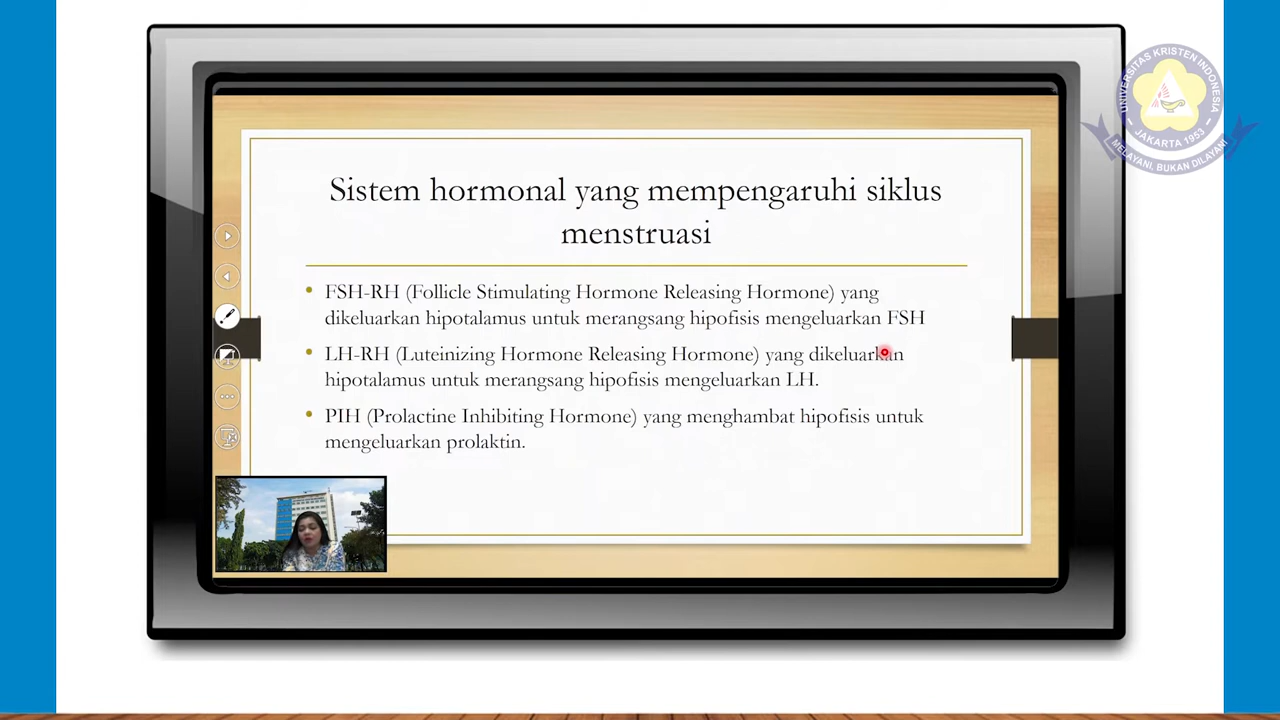 Sistem hormonal yang mempengaruhi siklus
menstruasi
• FSH-RH (Follicle Stimulating Hormone Releasing Hormone) yang
dikeluarkan hipotalamus untuk merangsang hipofisis mengeluarkan FSH
• LH-RH (Luteinizing Hormone Releasing Hormone) yang dikeluarkan
hipotalamus untuk merangsang hipofisis mengeluarkan LH.
• PIH (Prolactine Inhibiting Hormone) yang menghambat hipofisis untuk
mengeluarkan prolaktin.
UNIVERSITAS KRISTEN INDONESIA
- JAKARTA 1953 -
MELAYANI, BUKAN DILAYANI